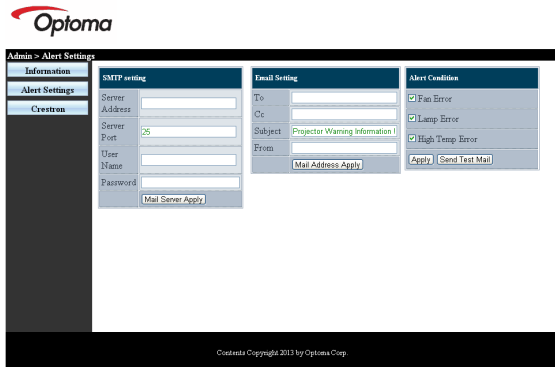 Optoma
Admin > Alert Settings
Information
Alert Settings
Crestron
SMTP setting
Server Address
Server Port
25
User Name
Password
Mail Server Apply
Email Setting
To
Cc
Subject
Projector Warning Information !
From
Mail Address Apply
Alert Condition
Fan Error
Lamp Error
High Temp Error
Apply
Send Test Mail
Contents Copyright 2013 by Optoma Corp.